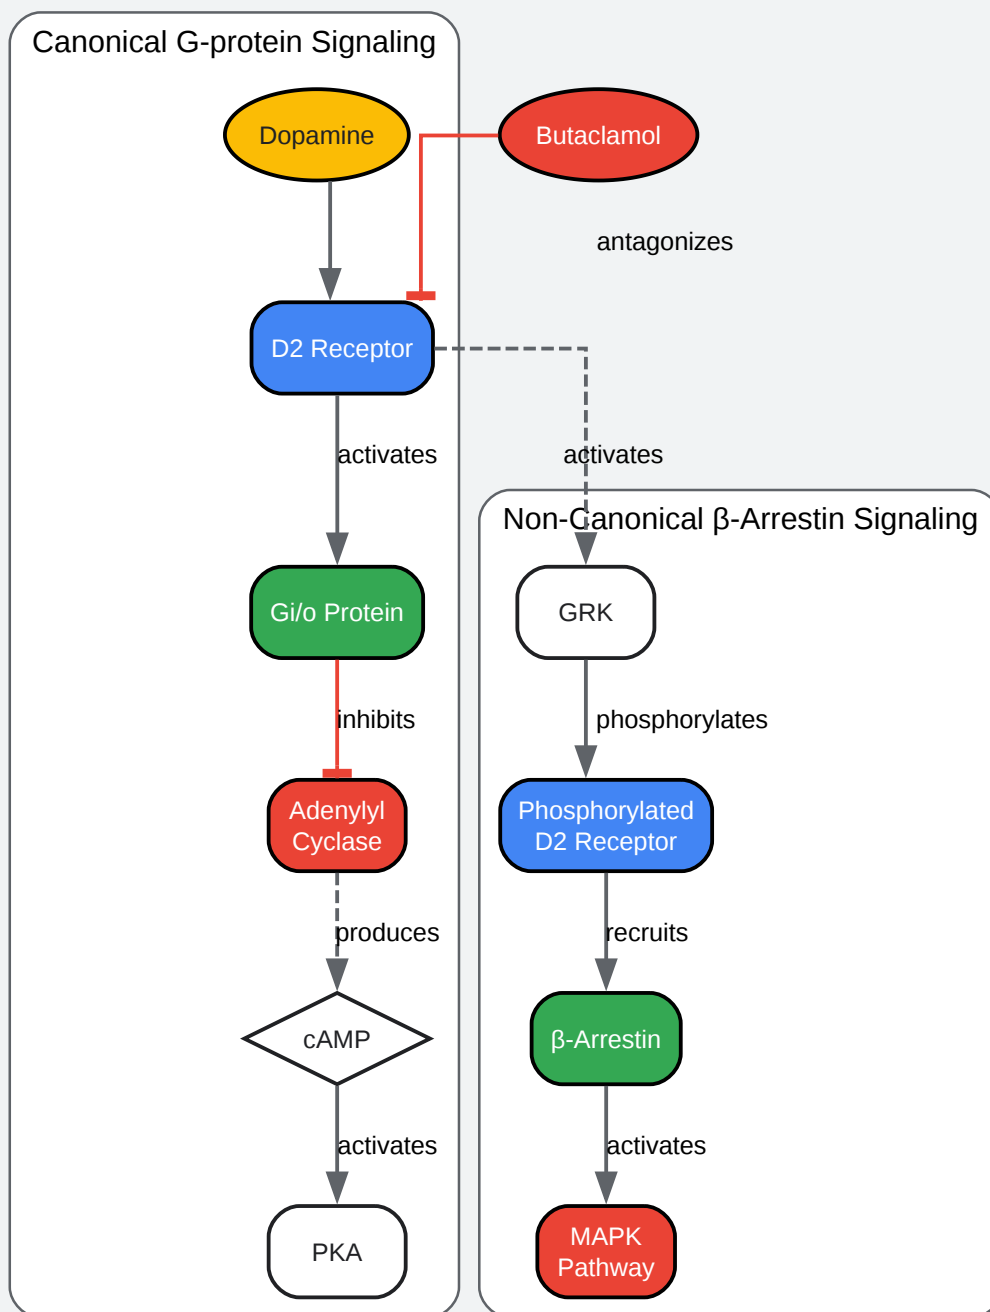 Canonical G-protein Signaling
Dopamine
Butaclamol
antagonizes
D2 Receptor
activates
activates
Non-Canonical β-Arrestin Signaling
Gi/o Protein
GRK
inhibits
phosphorylates
Adenylyl
Cyclase
Phosphorylated
D2 Receptor
produces
recruits
cAMP
β-Arrestin
activates
activates
PKA
MAPK
Pathway